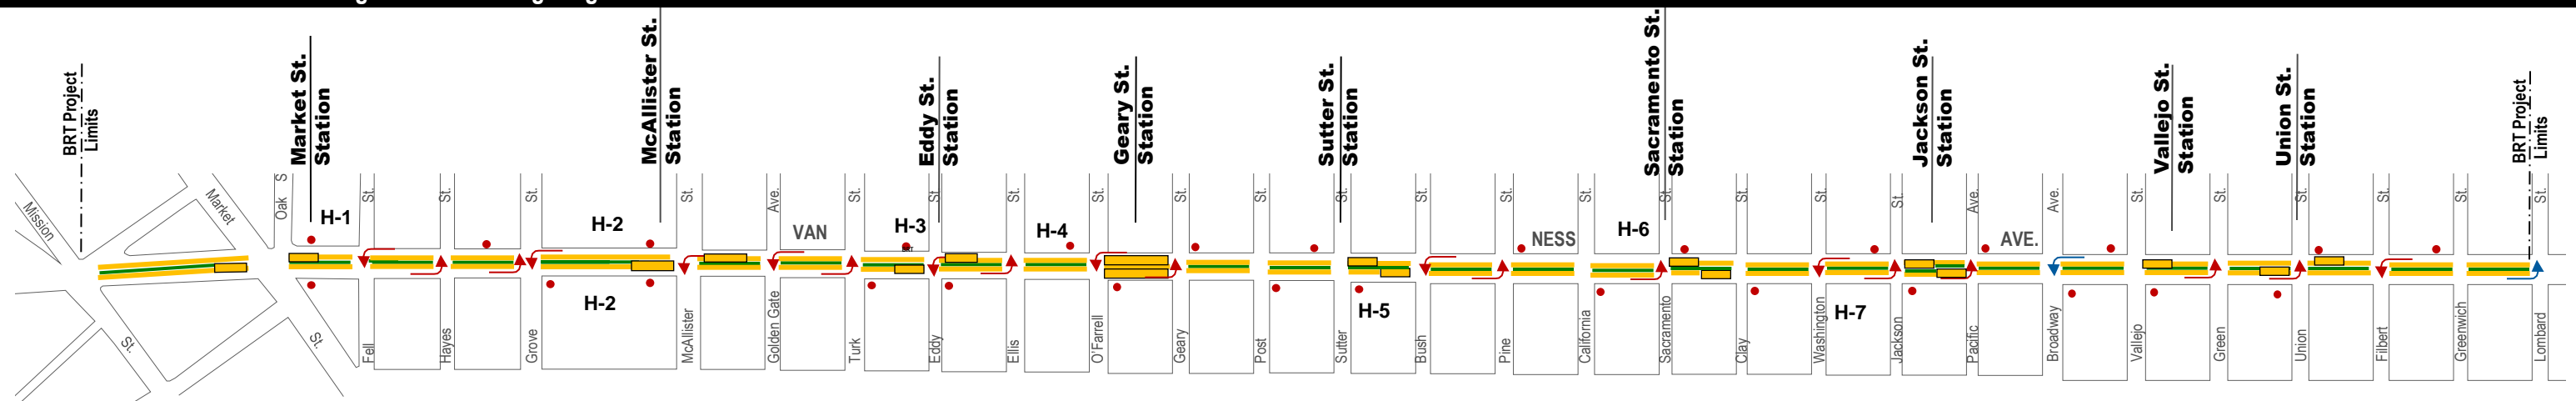 BRT Project
Limits
Market St.
Station
McAllister St.
Station
Eddy St.
Station
Geary St.
Station
Sutter St.
Station
Sacramento St.
Station
Jackson St.
Station
Vallejo St.
Station
Union St.
Station
BRT Project
Limits
Mission
Market
Oak S
St.
St.
St.
St.
Ave.
St.
St.
St.
St.
St.
St.
St.
St.
St.
St.
St.
St.
St.
St.
Ave.
Ave.
St.
St.
St.
St.
St.
St.
H-1
H-2
VAN
H-3
H-4
NESS
H-6
AVE.
H-2
H-5
H-7
St.
St.
Fell
Hayes
Grove
McAllister
Golden Gate
Turk
Eddy
Ellis
O'Farrell
Geary
Post
Sutter
Bush
Pine
California
Sacramento
Clay
Washington
Jackson
Pacific
Broadway
Vallejo
Green
Union
Filbert
Greenwich
Lombard